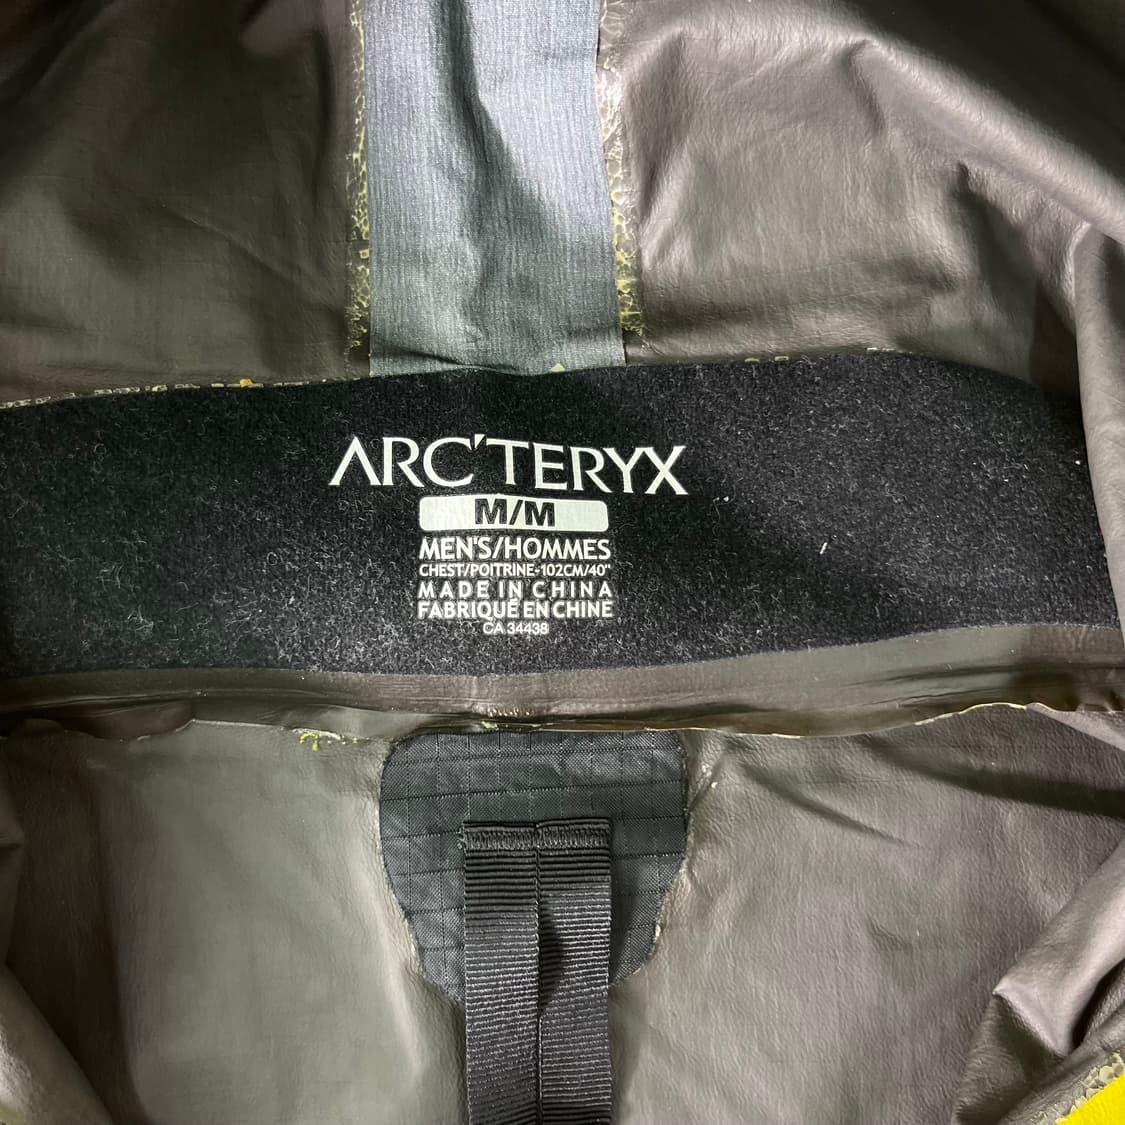 ARC'TERYX
M/M
MEN'S/HOMMES
CHEST/POITRINE-102CM/40"
MADE IN CHINA
FABRIQUÉ EN CHINE
CA 34438